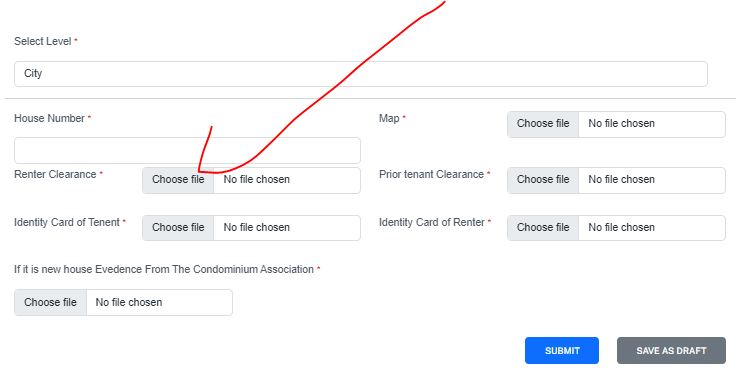 Select Level *
City
House Number *
Map * Choose file No file chosen
Renter Clearance * Choose file No file chosen
Prior tenant Clearance * Choose file No file chosen
Identity Card of Tenent * Choose file No file chosen
Identity Card of Renter * Choose file No file chosen
If it is new house Evedence From The Condominium Association *
Choose file No file chosen
SUBMIT
SAVE AS DRAFT